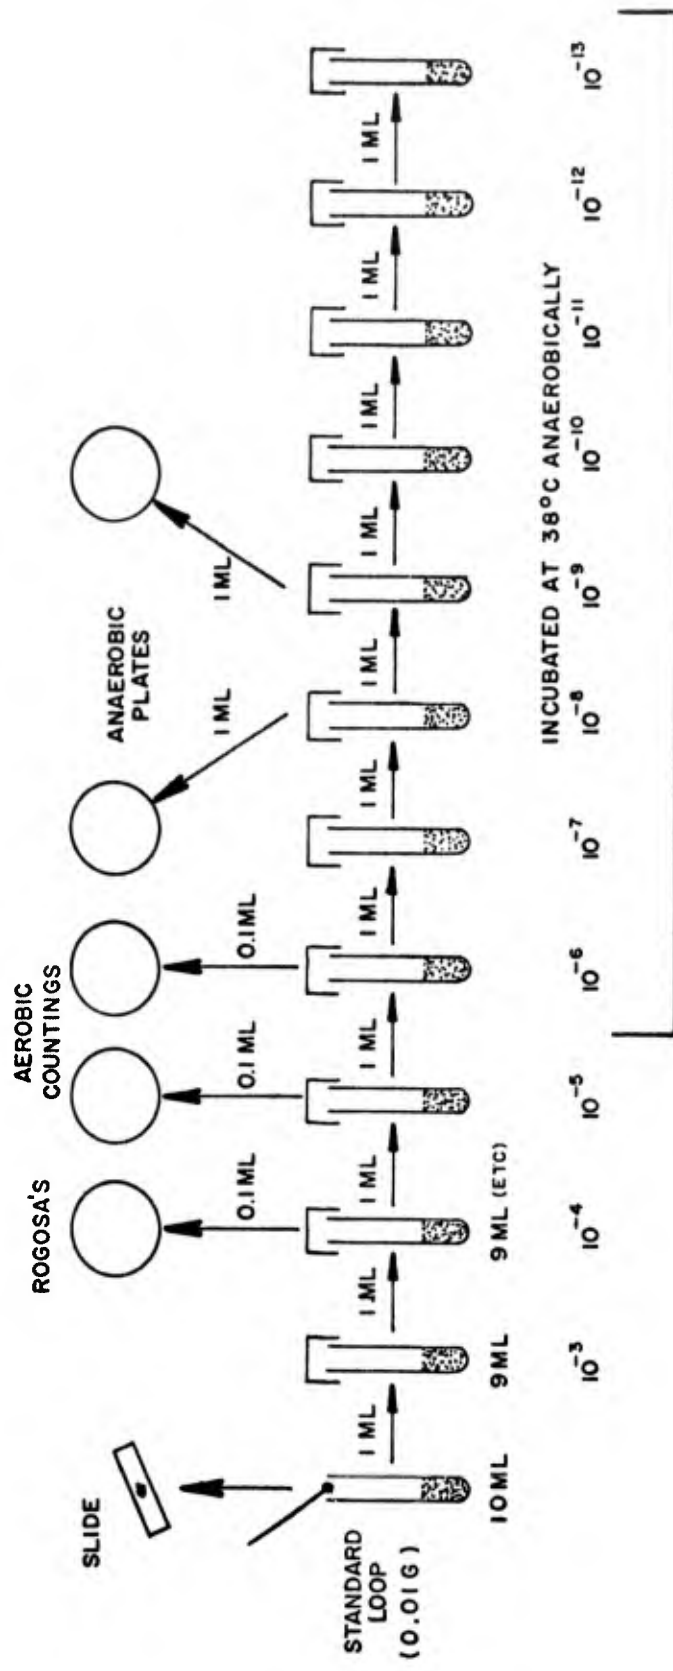 SLIDE
ROGOSA'S
AEROBIC
COUNTINGS
ANAEROBIC
PLATES
0.1 ML
0.1 ML
0.1 ML
1 ML
1 ML
STANDARD
LOOP
(0.01G)
1 ML
1 ML
1 ML
1 ML
1 ML
1 ML
1 ML
1 ML
1 ML
1 ML
1 ML
10 ML
9 ML
9 ML (ETC)
INCUBATED AT 38°C ANAEROBICALLY
10⁻³
10⁻⁴
10⁻⁵
10⁻⁶
10⁻⁷
10⁻⁸
10⁻⁹
10⁻¹⁰
10⁻¹¹
10⁻¹²
10⁻¹³